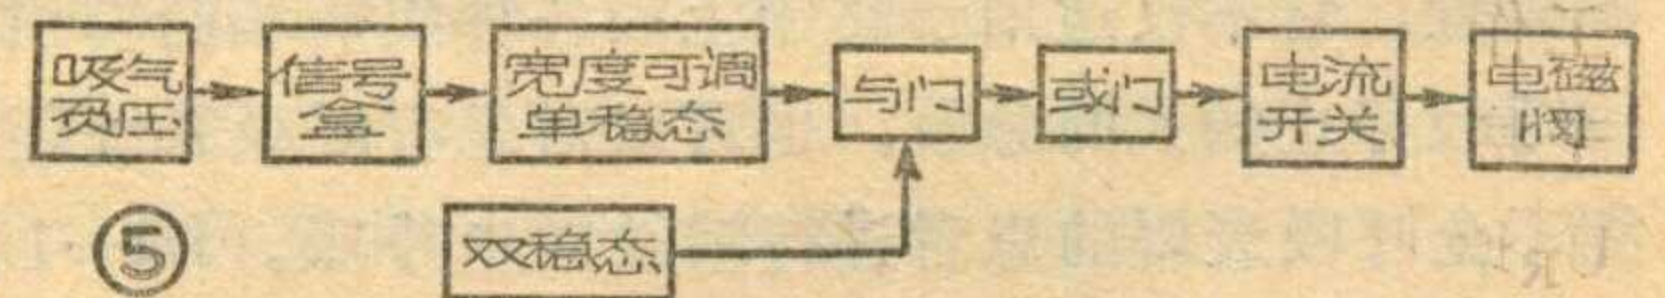 吸气
负压
信号
盒
宽度可调
单稳态
与门
或门
电流
开关
电磁
阀
⑤
双稳态